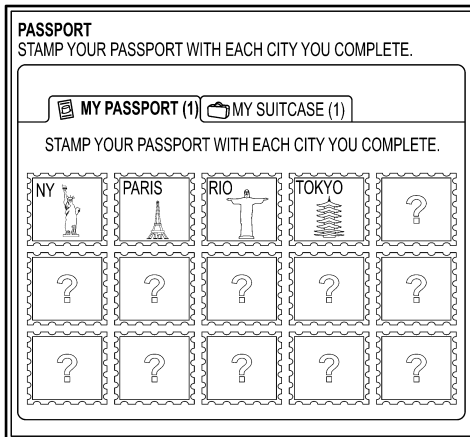 PASSPORT
STAMP YOUR PASSPORT WITH EACH CITY YOU COMPLETE.
MY PASSPORT (1) MY SUITCASE (1)
STAMP YOUR PASSPORT WITH EACH CITY YOU COMPLETE.
NY PARIS RIO TOKYO ?
? ? ? ? ?
? ? ? ? ?